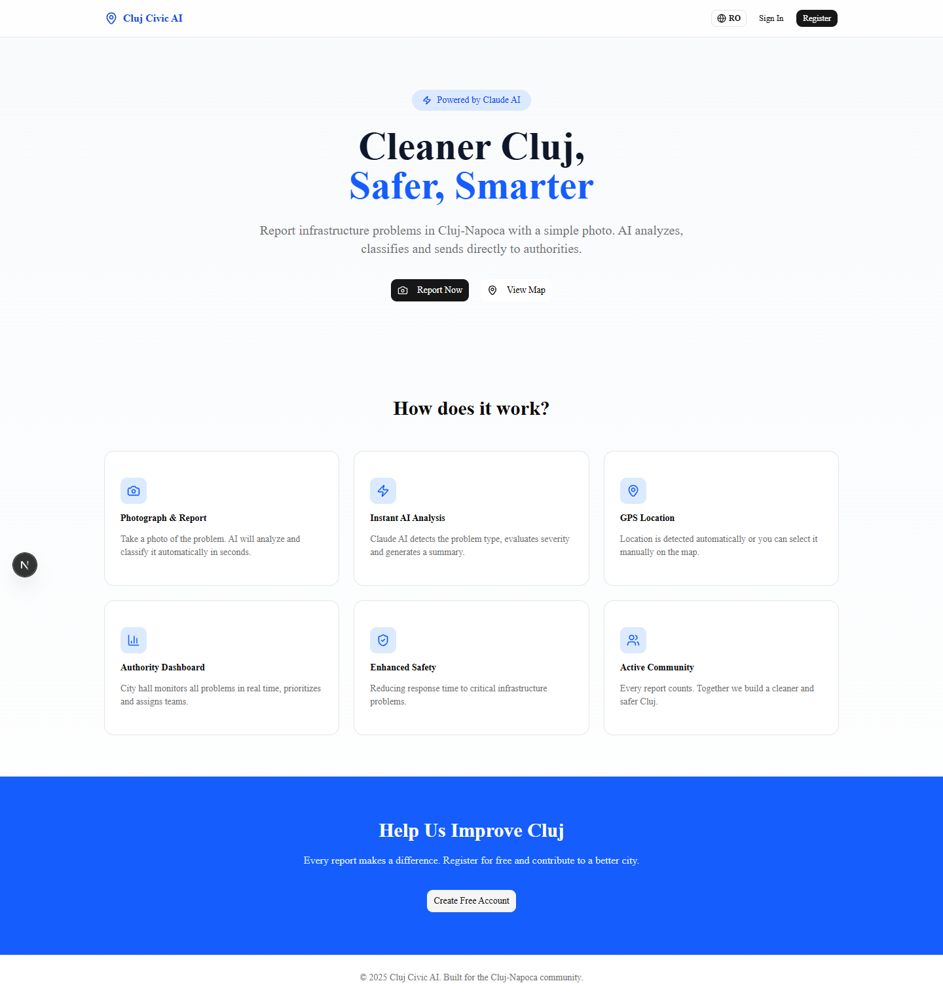 Cluj Civic AI
RO
Sign In
Register
Powered by Claude AI
Cleaner Cluj,
Safer, Smarter
Report infrastructure problems in Cluj-Napoca with a simple photo. AI analyzes,
classifies and sends directly to authorities.
Report Now
View Map
How does it work?
Photograph & Report
Take a photo of the problem. AI will analyze and
classify it automatically in seconds.
Instant AI Analysis
Claude AI detects the problem type, evaluates severity
and generates a summary.
GPS Location
Location is detected automatically or you can select it
manually on the map.
N
Authority Dashboard
City hall monitors all problems in real time, prioritizes
and assigns teams.
Enhanced Safety
Reducing response time to critical infrastructure
problems.
Active Community
Every report counts. Together we build a cleaner and
safer Cluj.
Help Us Improve Cluj
Every report makes a difference. Register for free and contribute to a better city.
Create Free Account
© 2025 Cluj Civic AI. Built for the Cluj-Napoca community.